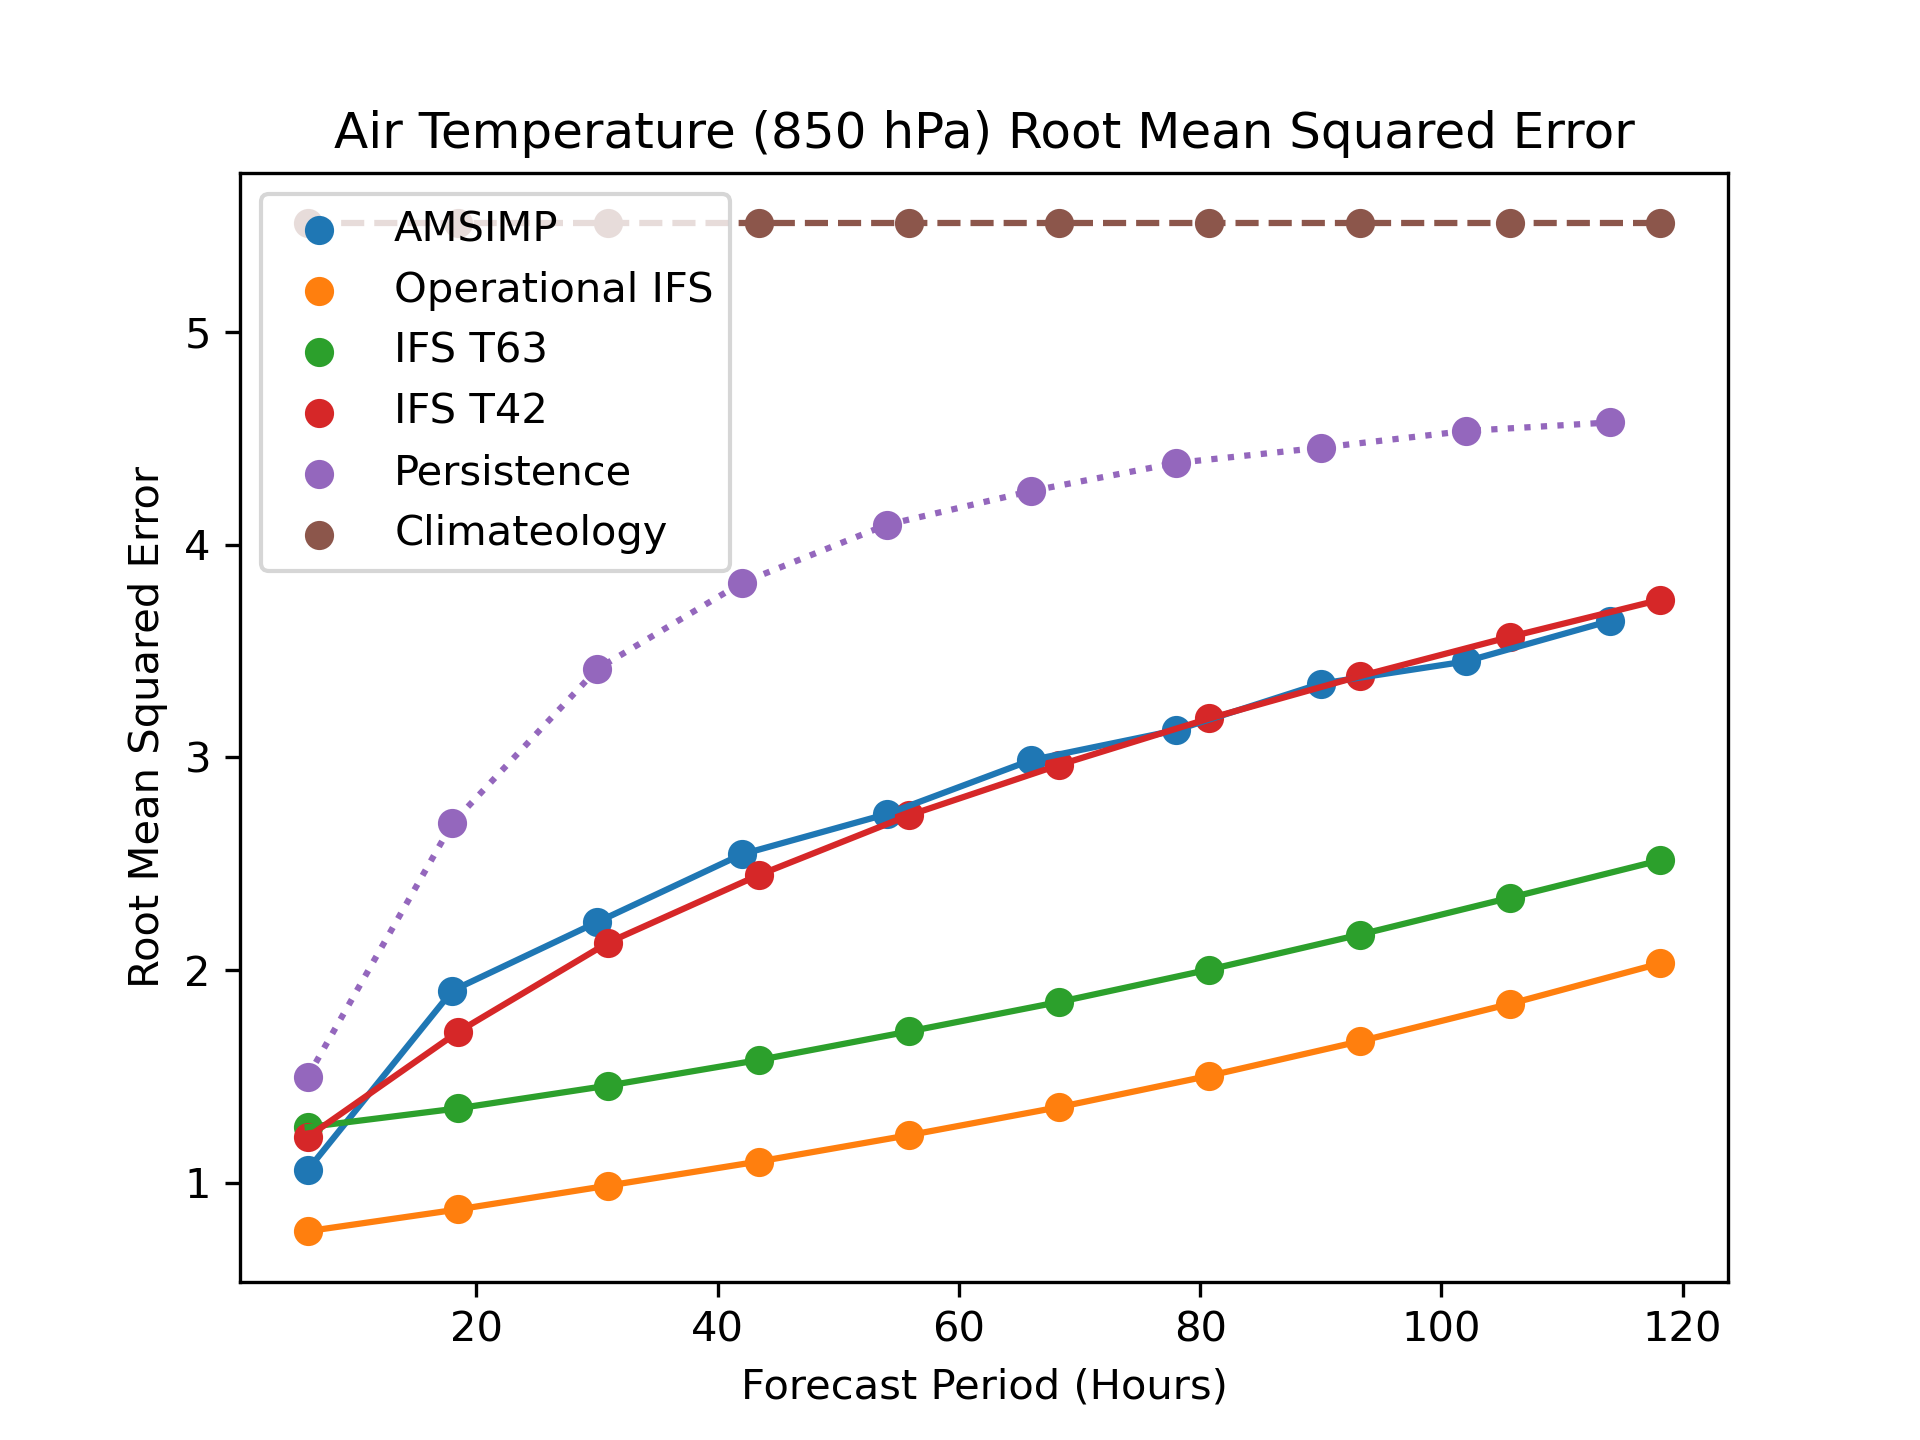 Air Temperature (850 hPa) Root Mean Squared Error
AMSIMP
Operational IFS
IFS T63
IFS T42
Persistence
Climateology
Root Mean Squared Error
5
4
3
2
1
20 40 60 80 100 120
Forecast Period (Hours)